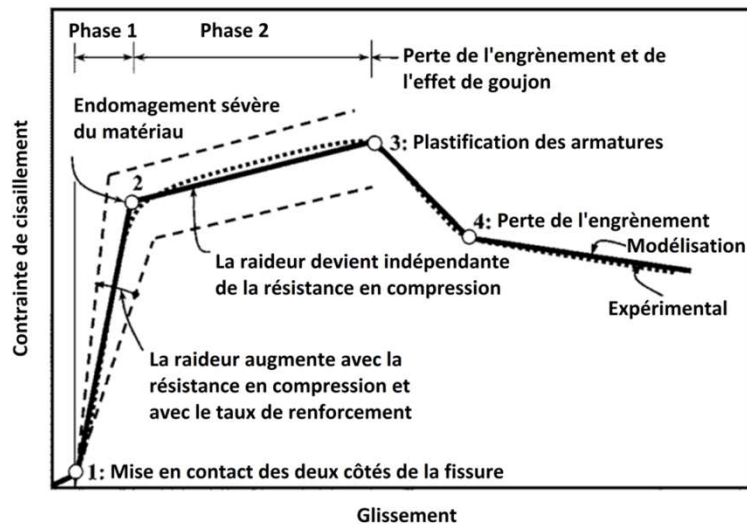 Phase 1
Phase 2
Perte de l'engrènement et de
l'effet de goujon
Endomagement sévère
du matériau
2
3: Plastification des armatures
4: Perte de l'engrènement
Modélisation
Expérimental
La raideur devient indépendante
de la résistance en compression
La raideur augmente avec la
résistance en compression et
avec le taux de renforcement
1: Mise en contact des deux côtés de la fissure
Contrainte de cisaillement
Glissement